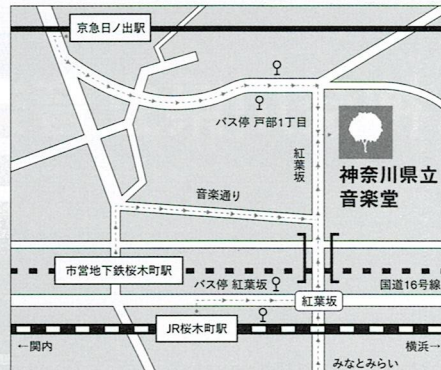 京急日ノ出駅
バス停 戸部1丁目
紅葉坂
神奈川県立
音楽堂
音楽通り
市営地下鉄桜木町駅
バス停 紅葉坂
国道16号線
紅葉坂
JR桜木町駅
←関内
横浜→
みなとみらい